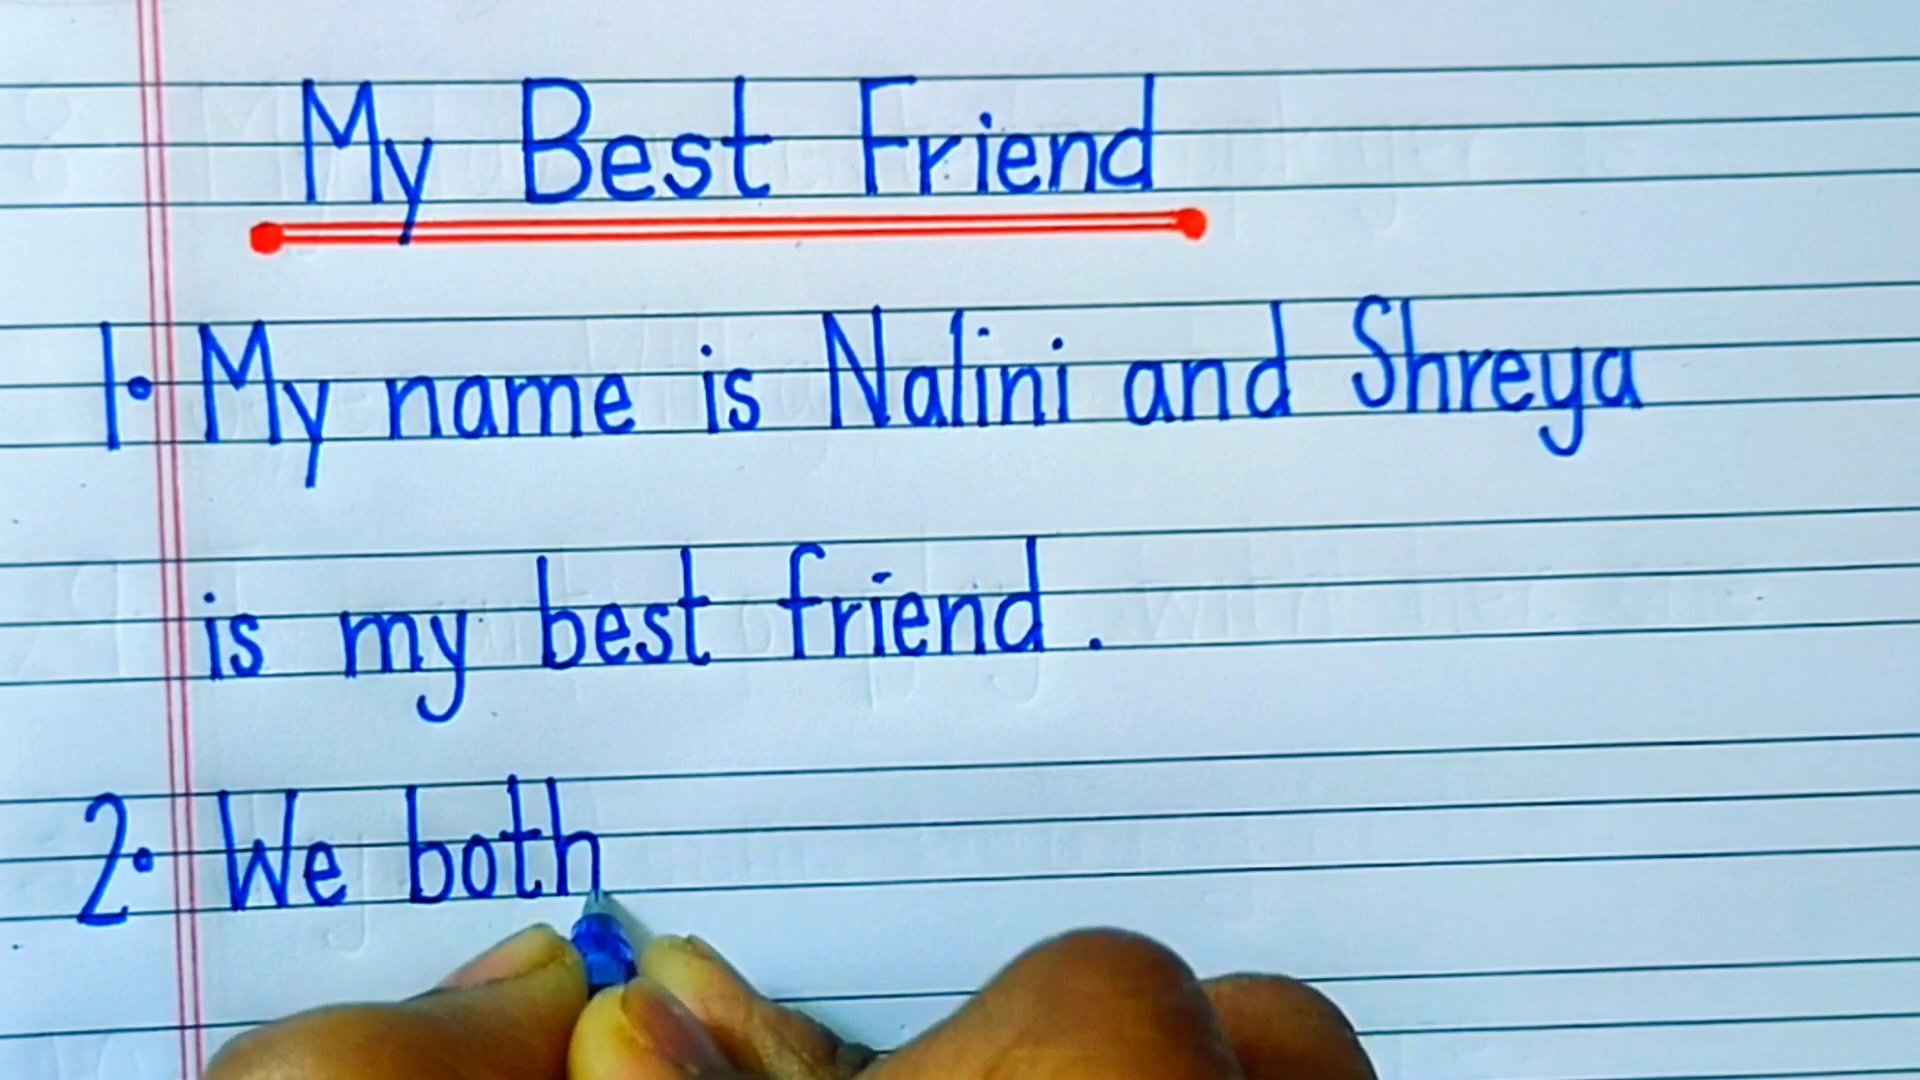 My Best Friend
1. My name is Nalini and Shreya
is my best friend.
2. We both